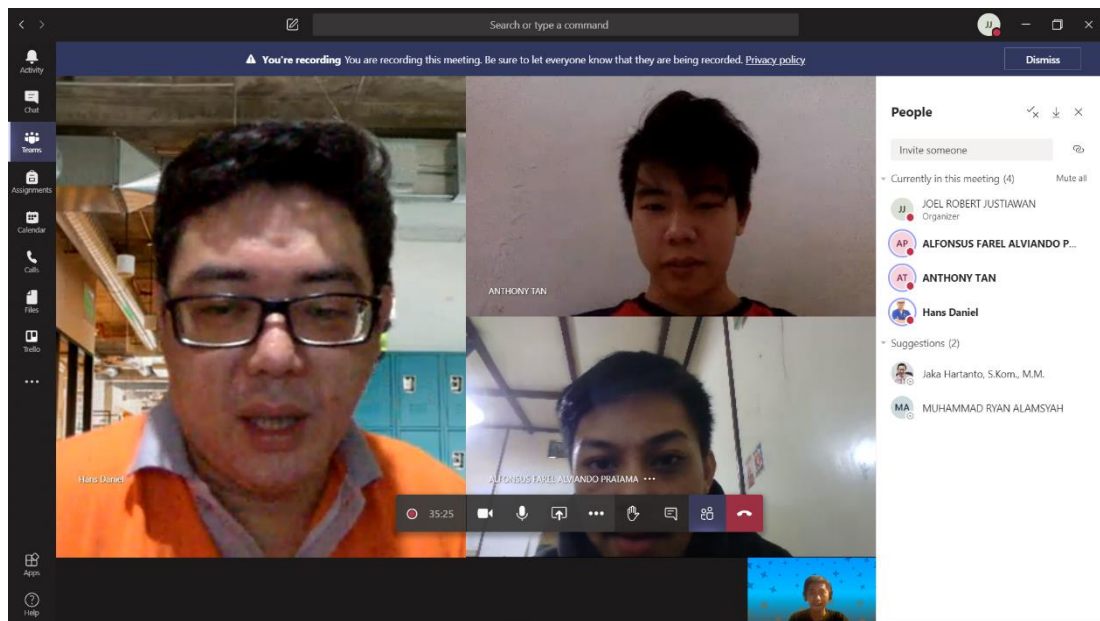 Search or type a command
JJ
Activity
Chat
Teams
Assignments
Calendar
Calls
Files
Trello
Apps
Help
You're recording You are recording this meeting. Be sure to let everyone know that they are being recorded. Privacy policy
Dismiss
Hans Daniel
ANTHONY TAN
ALFONSUS FAREL ALVIANDO PRATAMA
35:25
People
Invite someone
Currently in this meeting (4) Mute all
JJ JOEL ROBERT JUSTIAWAN
Organizer
AP ALFONSUS FAREL ALVIANDO P...
AT ANTHONY TAN
Hans Daniel
Suggestions (2)
Jaka Hartanto, S.Kom., M.M.
MA MUHAMMAD RYAN ALAMSYAH